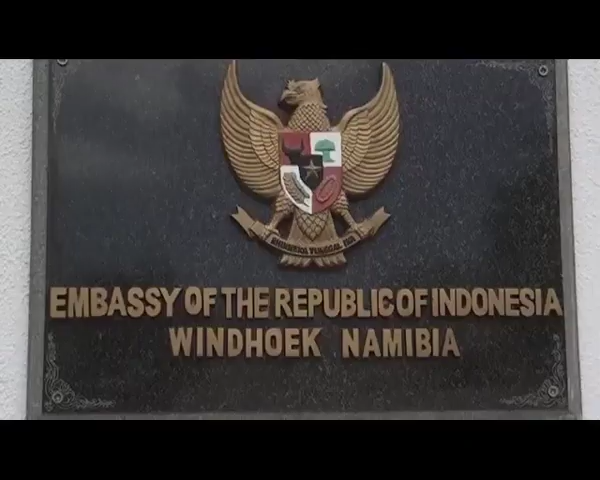 BHINNEKA TUNGGAL IKA
EMBASSY OF THE REPUBLIC OF INDONESIA
WINDHOEK NAMIBIA